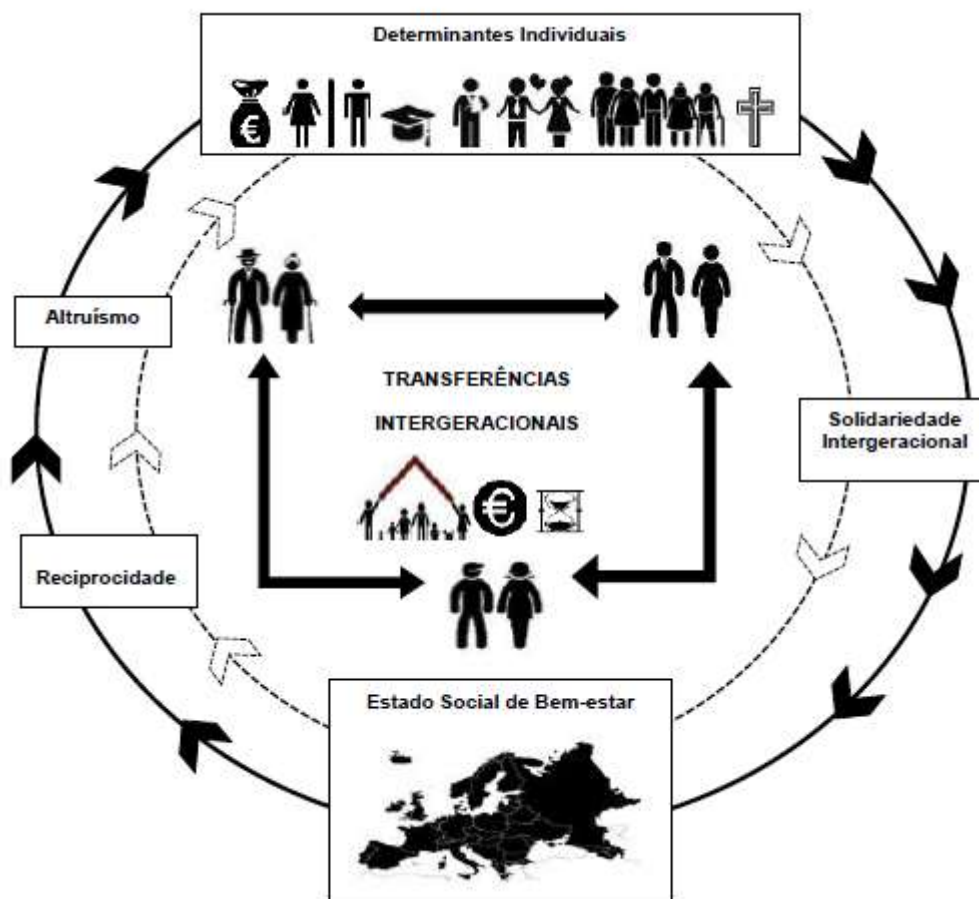 Determinantes Individuais
€
Altruísmo
TRANSFERÊNCIAS
INTERGERACIONAIS
Solidariedade
Intergeracional
€
Reciprocidade
Estado Social de Bem-estar